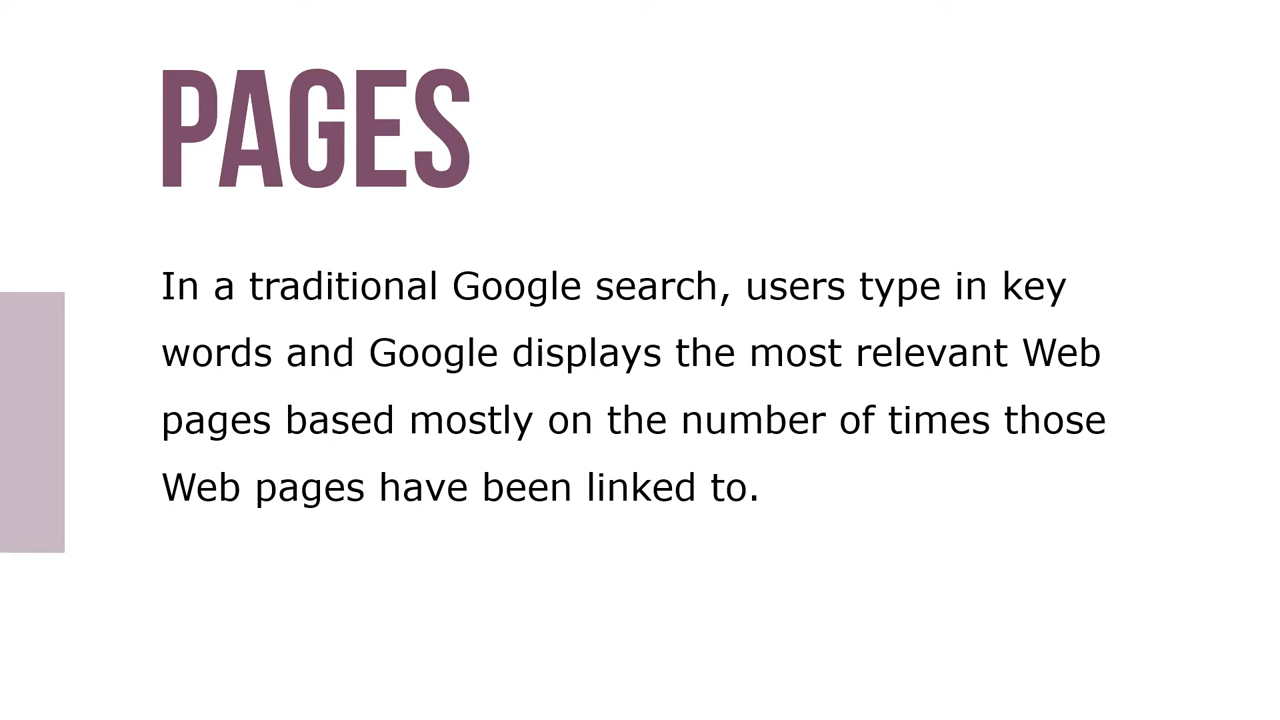 PAGES
In a traditional Google search, users type in key
words and Google displays the most relevant Web
pages based mostly on the number of times those
Web pages have been linked to.